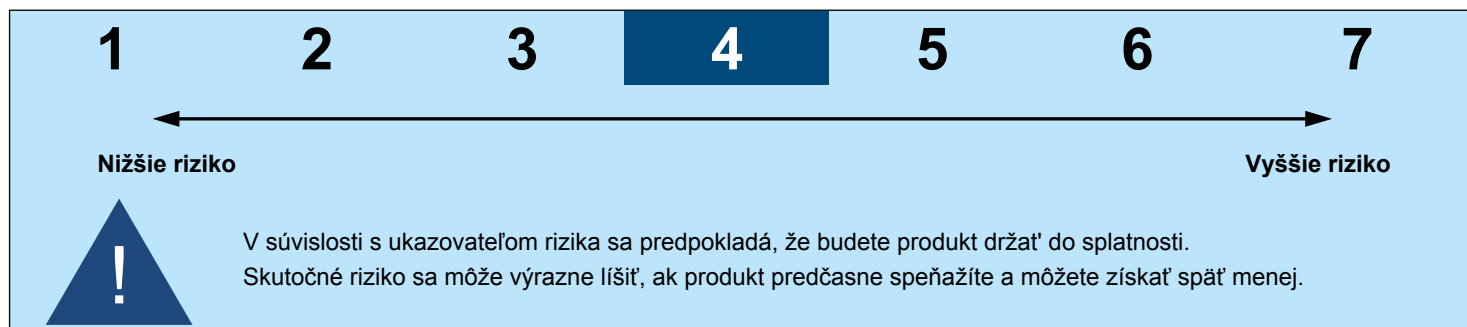 1 2 3 4 5 6 7
Nižšie riziko Vyššie riziko
!
V súvislosti s ukazovateľom rizika sa predpokladá, že budete produkt držat' do splatnosti.
Skutočné riziko sa môže výrazne líšiť, ak produkt predčasne speňažíte a môžete získať späť menej.